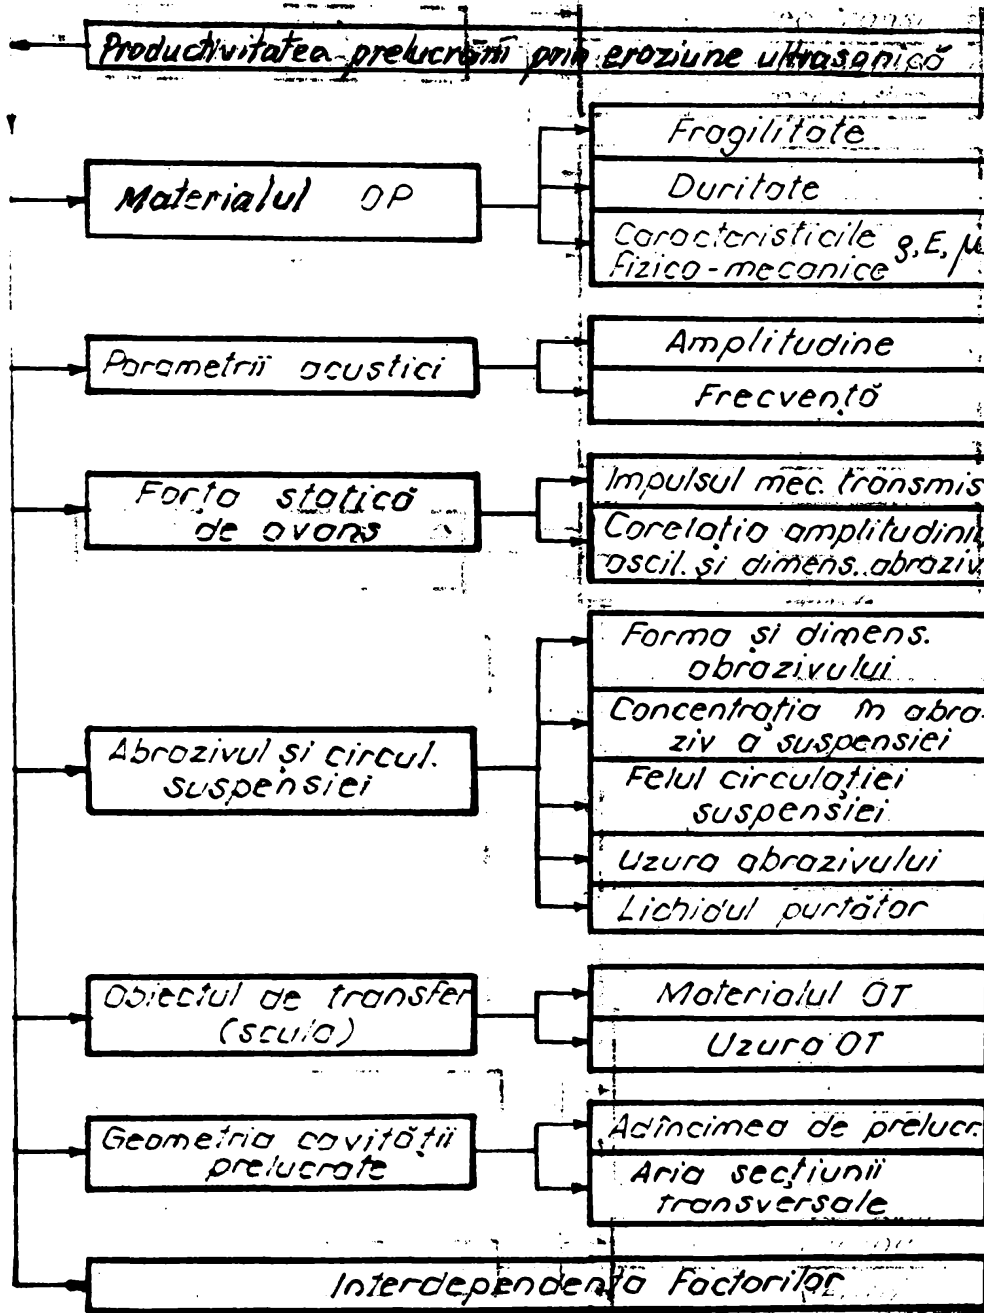 Productivitatea prelucrării prin eroziune ultrasonică
Materialul OP
Fragilitate
Duritate
Caracteristicile
fizico-mecanice ρ, E, μ
Parametrii acustici
Amplitudine
Frecvență
Forța statică
de avans
Impulsul mec. transmis
Corelația amplitudinii
oscil. și dimens. abraziv
Abrazivul și circul.
suspensiei
Forma și dimens.
abrazivului
Concentrația în abra-
ziv a suspensiei
Felul circulației
suspensiei
Uzura abrazivului
Lichidul purtător
Obiectul de transfer
(scula)
Materialul OT
Uzura OT
Geometria cavității
prelucrate
Adîncimea de prelucr.
Aria secțiunii
transversale
Interdependența Factorilor